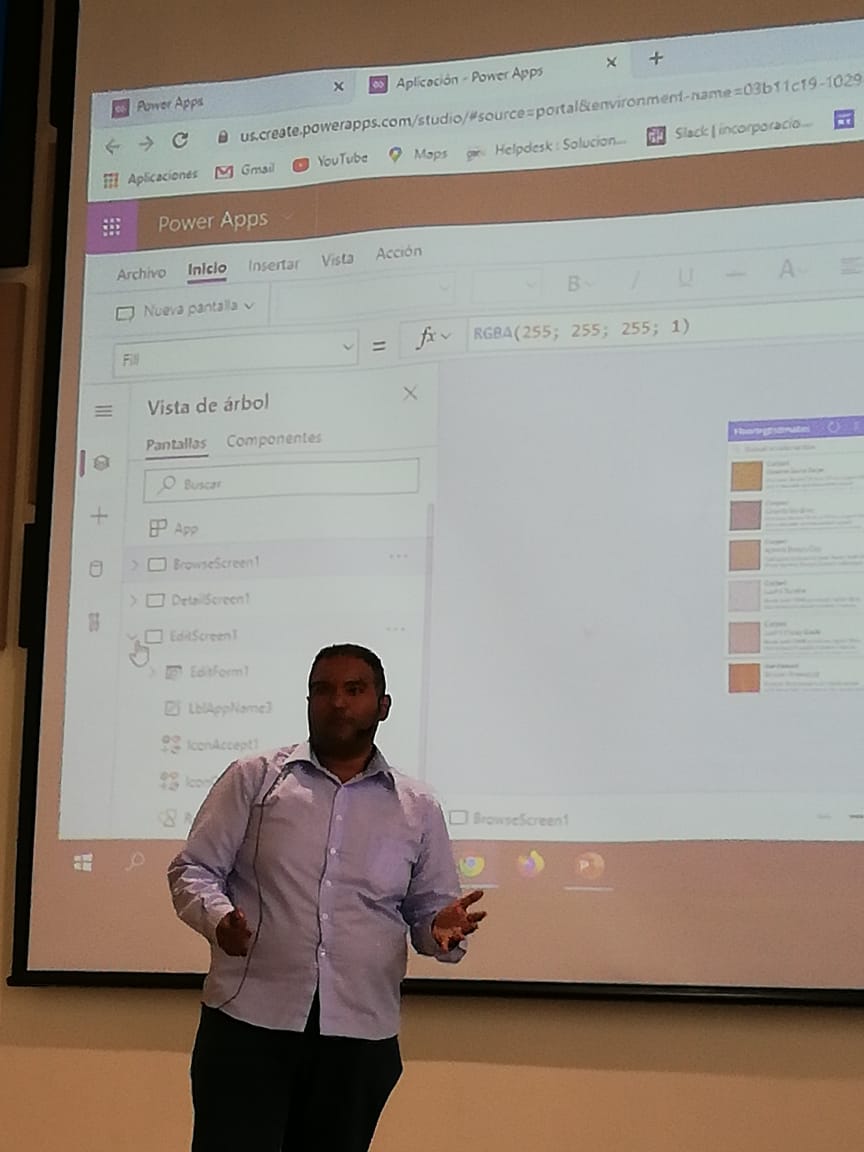 Power Apps
Aplicación - Power Apps
us.create.powerapps.com/studio/#source=portal&environment-name=03b11c19-1029
Aplicaciones Gmail YouTube Maps Helpdesk : Solucion... Slack | incorporacio...
Power Apps
Archivo Inicio Insertar Vista Acción
Nueva pantalla B / U A
Fill = fx RGBA(255; 255; 255; 1)
Vista de árbol
Pantallas Componentes
Buscar
App
BrowseScreen1
DetailScreen1
EditScreen1
EditForm1
LblAppName3
IconAccept1
BrowseScreen1
FlooringEstimates